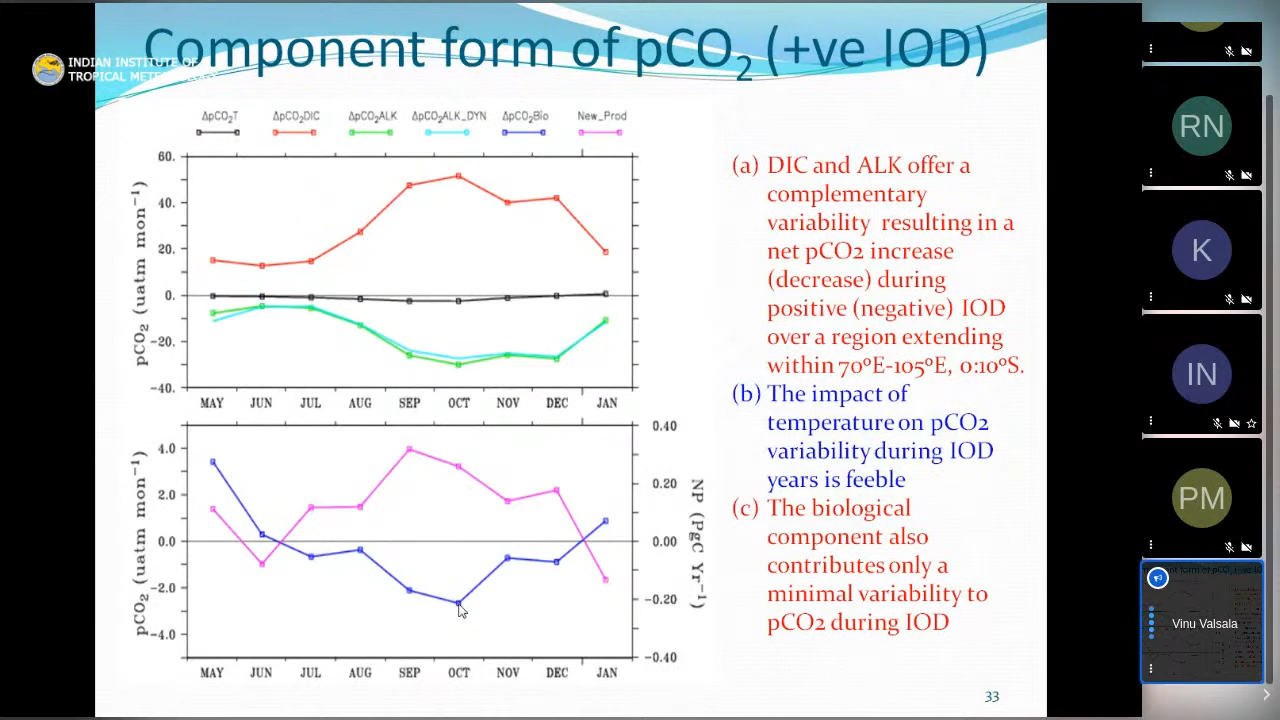 Component form of pCO2 (+ve IOD)
INDIAN INSTITUTE OF
TROPICAL METEOROLOGY
ΔpCO2T ΔpCO2DIC ΔpCO2ALK ΔpCO2ALK_DYN ΔpCO2Bio New_Prod
60.
40.
20.
0.
-20.
-40.
pCO2 (uatm mon-1)
MAY JUN JUL AUG SEP OCT NOV DEC JAN
4.0
2.0
0.0
-2.0
-4.0
pCO2 (uatm mon-1)
0.40
0.20
0.00
-0.20
-0.40
NP (PgC Yr-1)
MAY JUN JUL AUG SEP OCT NOV DEC JAN
(a) DIC and ALK offer a
complementary
variability resulting in a
net pCO2 increase
(decrease) during
positive (negative) IOD
over a region extending
within 70ºE-105ºE, 0:10ºS.
(b) The impact of
temperature on pCO2
variability during IOD
years is feeble
(c) The biological
component also
contributes only a
minimal variability to
pCO2 during IOD
33
RN
K
IN
PM
Vinu Valsala